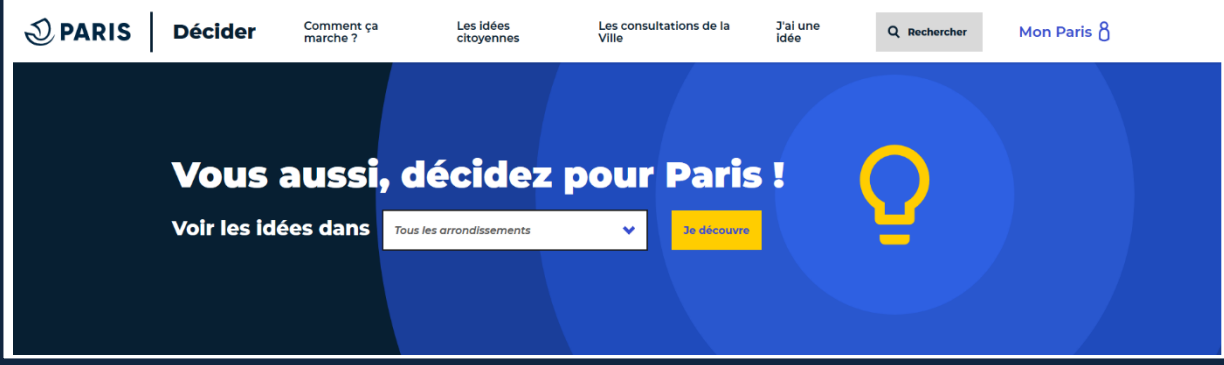 PARIS
Décider
Comment ça
marche ?
Les idées
citoyennes
Les consultations de la
Ville
J'ai une
idée
Rechercher
Mon Paris
Vous aussi, décidez pour Paris !
Voir les idées dans
Tous les arrondissements
Je découvre